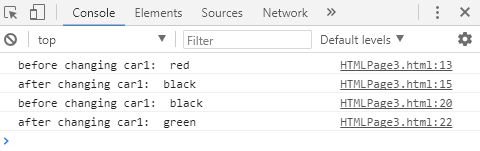 Console Elements Sources Network »
top Filter Default levels
before changing car1:  red HTMLPage3.html:13
after changing car1:  black HTMLPage3.html:15
before changing car1:  black HTMLPage3.html:20
after changing car1:  green HTMLPage3.html:22